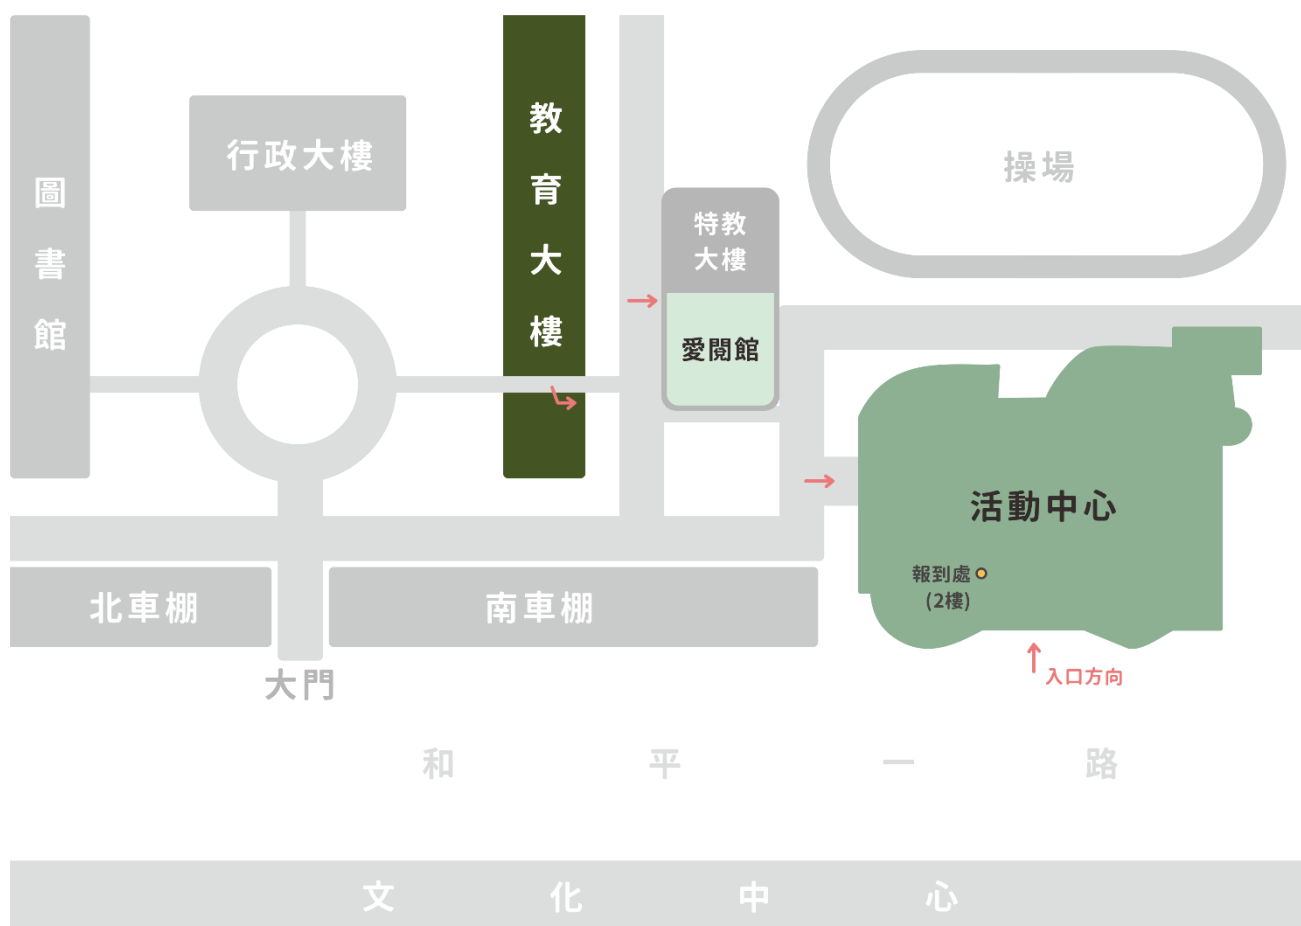 圖書館
行政大樓
教育大樓
特教
大樓
愛閱館
操場
活動中心
報到處
(2樓)
入口方向
北車棚
南車棚
大門
和平一路
文化中心